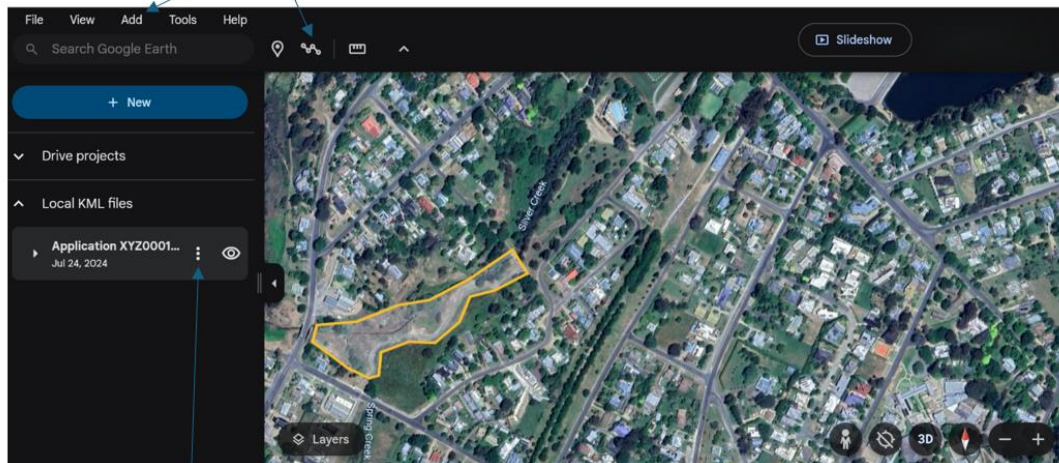 File View Add Tools Help
Search Google Earth
Slideshow
+ New
Drive projects
Local KML files
Application XYZ0001...
Jul 24, 2024
Silver Creek
Spring Creek
Layers
3D